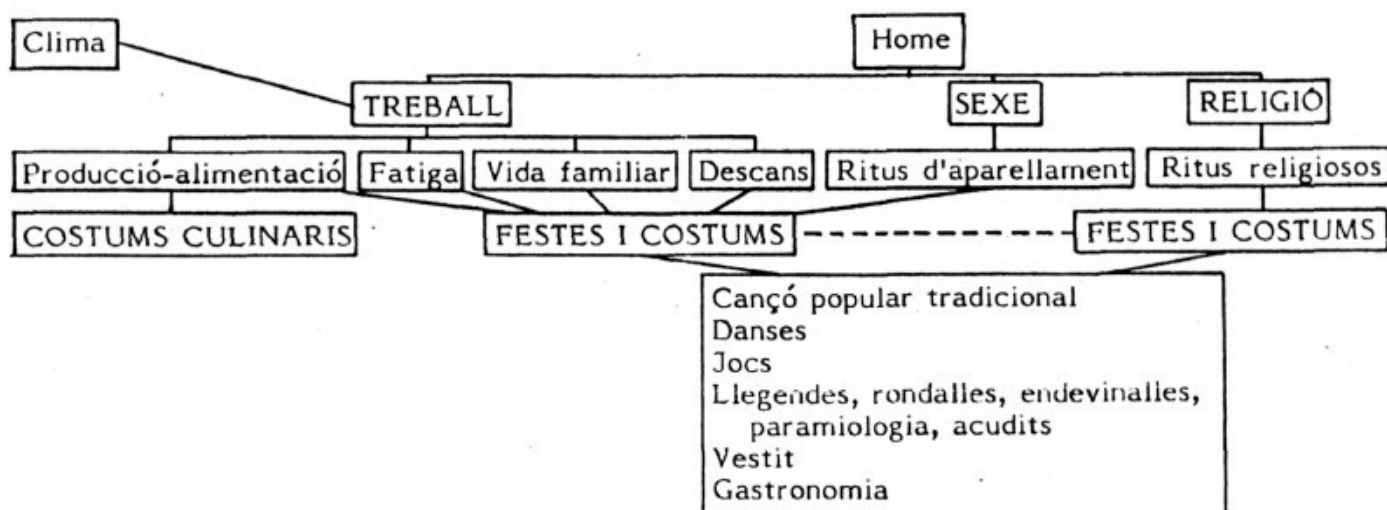 Clima
Home
TREBALL
SEXE
RELIGIÓ
Producció-alimentació
Fatiga
Vida familiar
Descans
Ritus d'aparellament
Ritus religiosos
COSTUMS CULINARIS
FESTES I COSTUMS
FESTES I COSTUMS
Cançó popular tradicional
Danses
Jocs
Llegendes, rondalles, endevinalles,
paramiologia, acudits
Vestit
Gastronomia